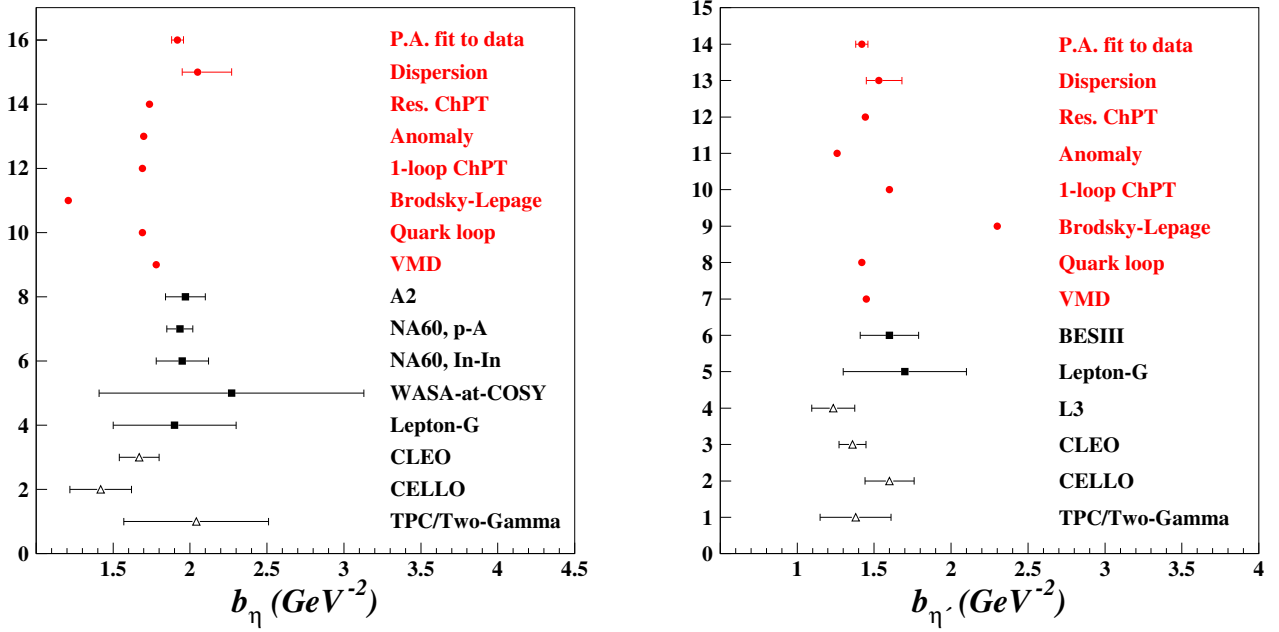 16
14
12
10
8
6
4
2
0
P.A. fit to data
Dispersion
Res. ChPT
Anomaly
1-loop ChPT
Brodsky-Lepage
Quark loop
VMD
A2
NA60, p-A
NA60, In-In
WASA-at-COSY
Lepton-G
CLEO
CELLO
TPC/Two-Gamma
1.5 2 2.5 3 3.5 4 4.5
b_η (GeV⁻²)
15
14
13
12
11
10
9
8
7
6
5
4
3
2
1
0
P.A. fit to data
Dispersion
Res. ChPT
Anomaly
1-loop ChPT
Brodsky-Lepage
Quark loop
VMD
BESIII
Lepton-G
L3
CLEO
CELLO
TPC/Two-Gamma
1 1.5 2 2.5 3 3.5 4
b_η´ (GeV⁻²)